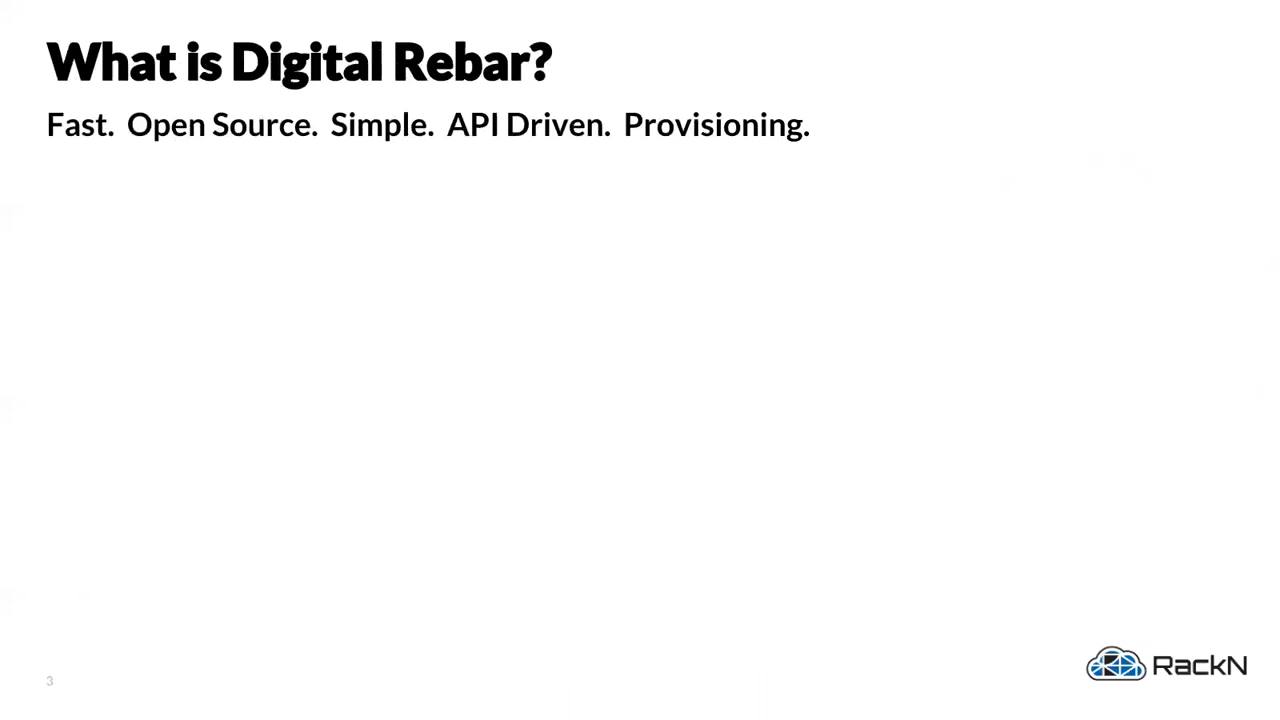 What is Digital Rebar?
Fast. Open Source. Simple. API Driven. Provisioning.
3
RackN